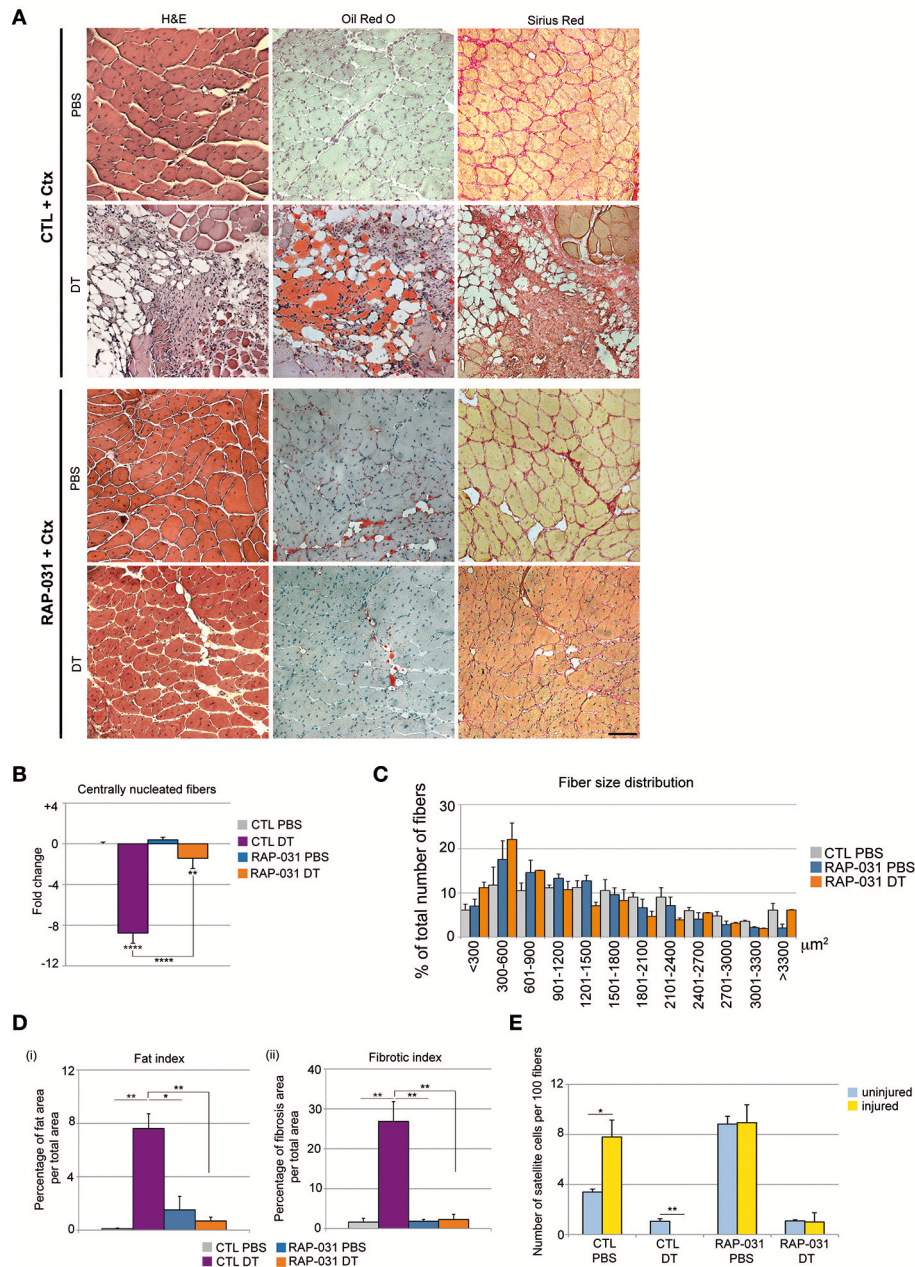 A
H&E
Oil Red O
Sirius Red
CTL + Ctx
PBS
DT
RAP-031 + Ctx
PBS
DT
B
Centrally nucleated fibers
Fold change
+4
0
-4
-8
-12
****
**
****
CTL PBS
CTL DT
RAP-031 PBS
RAP-031 DT
C
Fiber size distribution
% of total number of fibers
30
20
10
0
<300
300-600
601-900
901-1200
1201-1500
1501-1800
1801-2100
2101-2400
2401-2700
2701-3000
3001-3300
>3300
μm²
CTL PBS
RAP-031 PBS
RAP-031 DT
D
(i)
Fat index
Percentage of fat area
per total area
12
8
4
0
**
*
**
(ii)
Fibrotic index
Percentage of fibrosis area
per total area
40
30
20
10
0
**
**
**
CTL PBS
RAP-031 PBS
CTL DT
RAP-031 DT
E
Number of satellite cells per 100 fibers
12
8
4
0
*
**
CTL
PBS
CTL
DT
RAP-031
PBS
RAP-031
DT
uninjured
injured